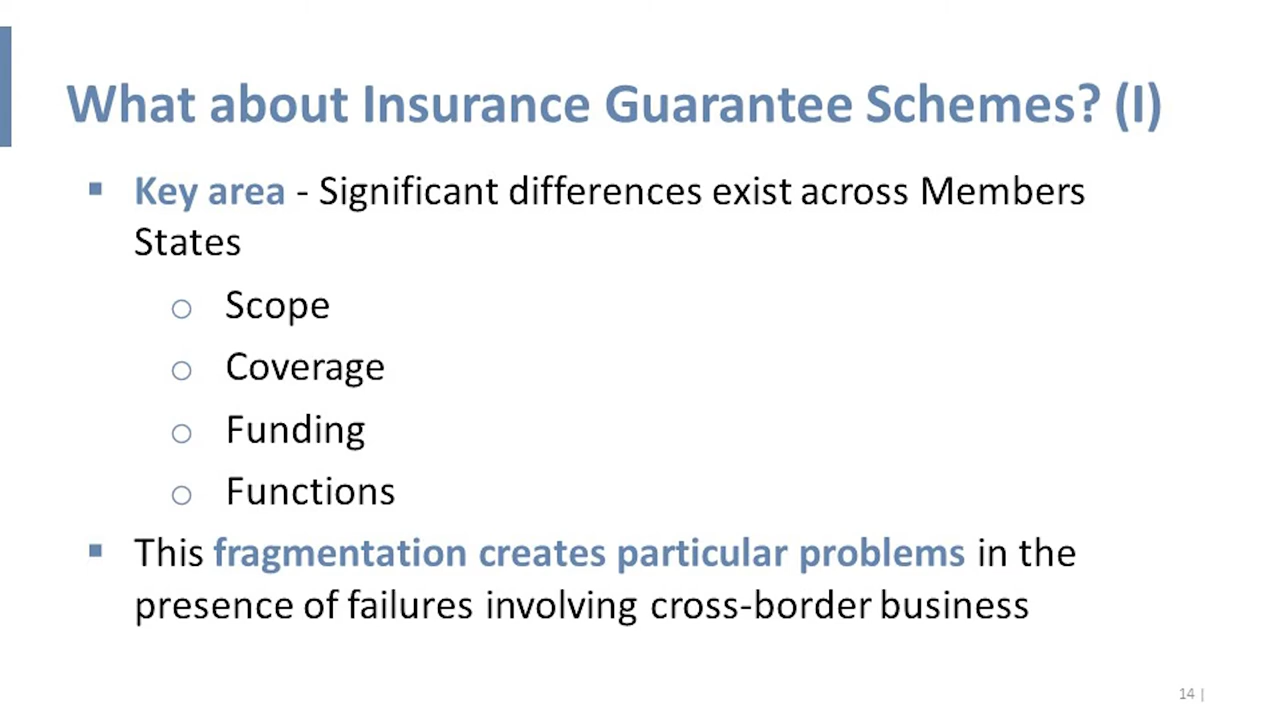 What about Insurance Guarantee Schemes? (I)
▪ Key area - Significant differences exist across Members
States
o Scope
o Coverage
o Funding
o Functions
▪ This fragmentation creates particular problems in the
presence of failures involving cross-border business
14 |